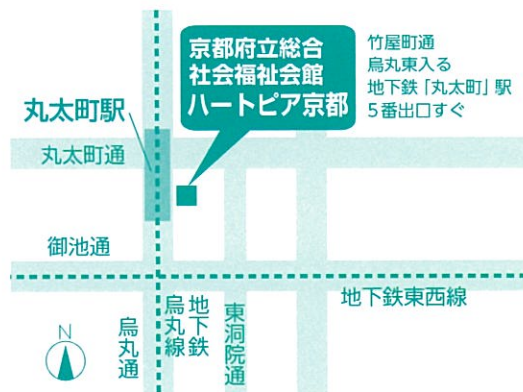 京都府立総合
社会福祉会館
ハートピア京都
竹屋町通
烏丸東入る
地下鉄「丸太町」駅
5番出口すぐ
丸太町駅
丸太町通
御池通
地下鉄東西線
烏丸通
地下鉄
烏丸線
東洞院通
N